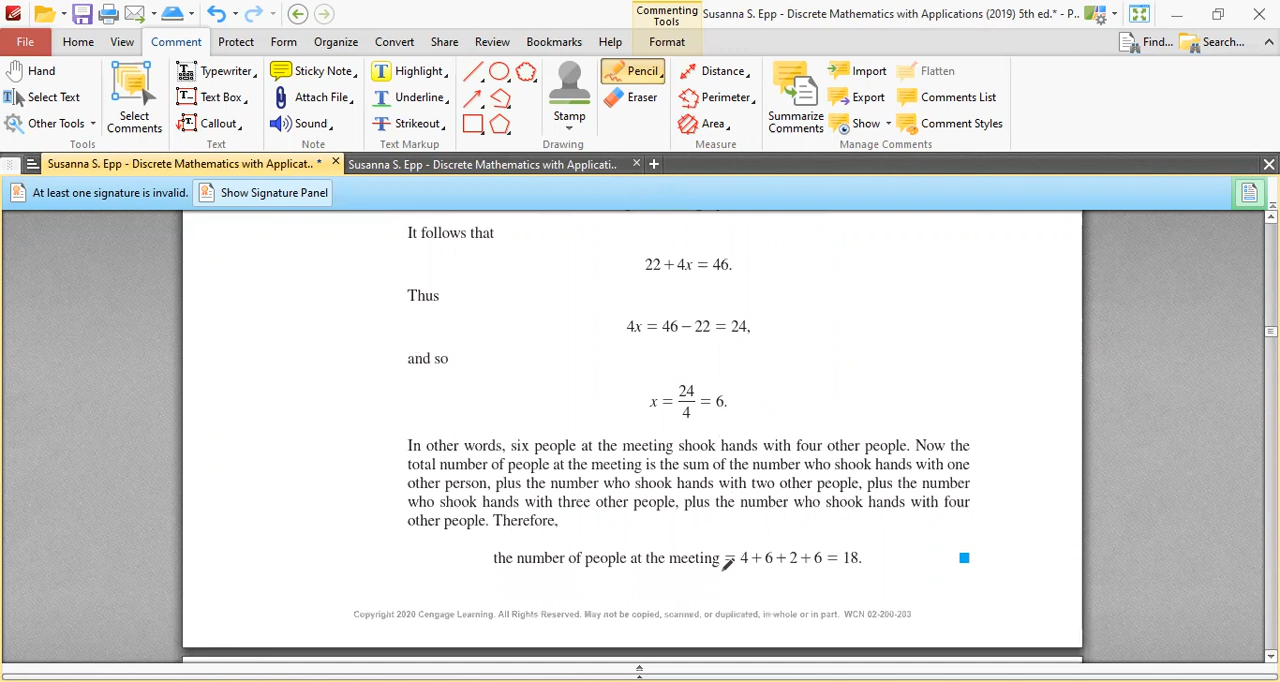 Commenting
Tools
Susanna S. Epp - Discrete Mathematics with Applications (2019) 5th ed.* - P..
File
Home
View
Comment
Protect
Form
Organize
Convert
Share
Review
Bookmarks
Help
Format
Find...
Search...
Hand
Select Text
Other Tools
Tools
Select
Comments
Typewriter
Text Box
Callout
Text
Sticky Note
Attach File
Sound
Note
Highlight
Underline
Strikeout
Text Markup
Drawing
Stamp
Pencil
Eraser
Distance
Perimeter
Area
Measure
Summarize
Comments
Import
Export
Show
Flatten
Comments List
Comment Styles
Manage Comments
Susanna S. Epp - Discrete Mathematics with Applicat.. *
Susanna S. Epp - Discrete Mathematics with Applicati..
At least one signature is invalid.
Show Signature Panel
It follows that
22 + 4x = 46.
Thus
4x = 46 − 22 = 24,
and so
x = 24/4 = 6.
In other words, six people at the meeting shook hands with four other people. Now the
total number of people at the meeting is the sum of the number who shook hands with one
other person, plus the number who shook hands with two other people, plus the number
who shook hands with three other people, plus the number who shook hands with four
other people. Therefore,
the number of people at the meeting = 4 + 6 + 2 + 6 = 18.
Copyright 2020 Cengage Learning. All Rights Reserved. May not be copied, scanned, or duplicated, in whole or in part. WCN 02-200-203